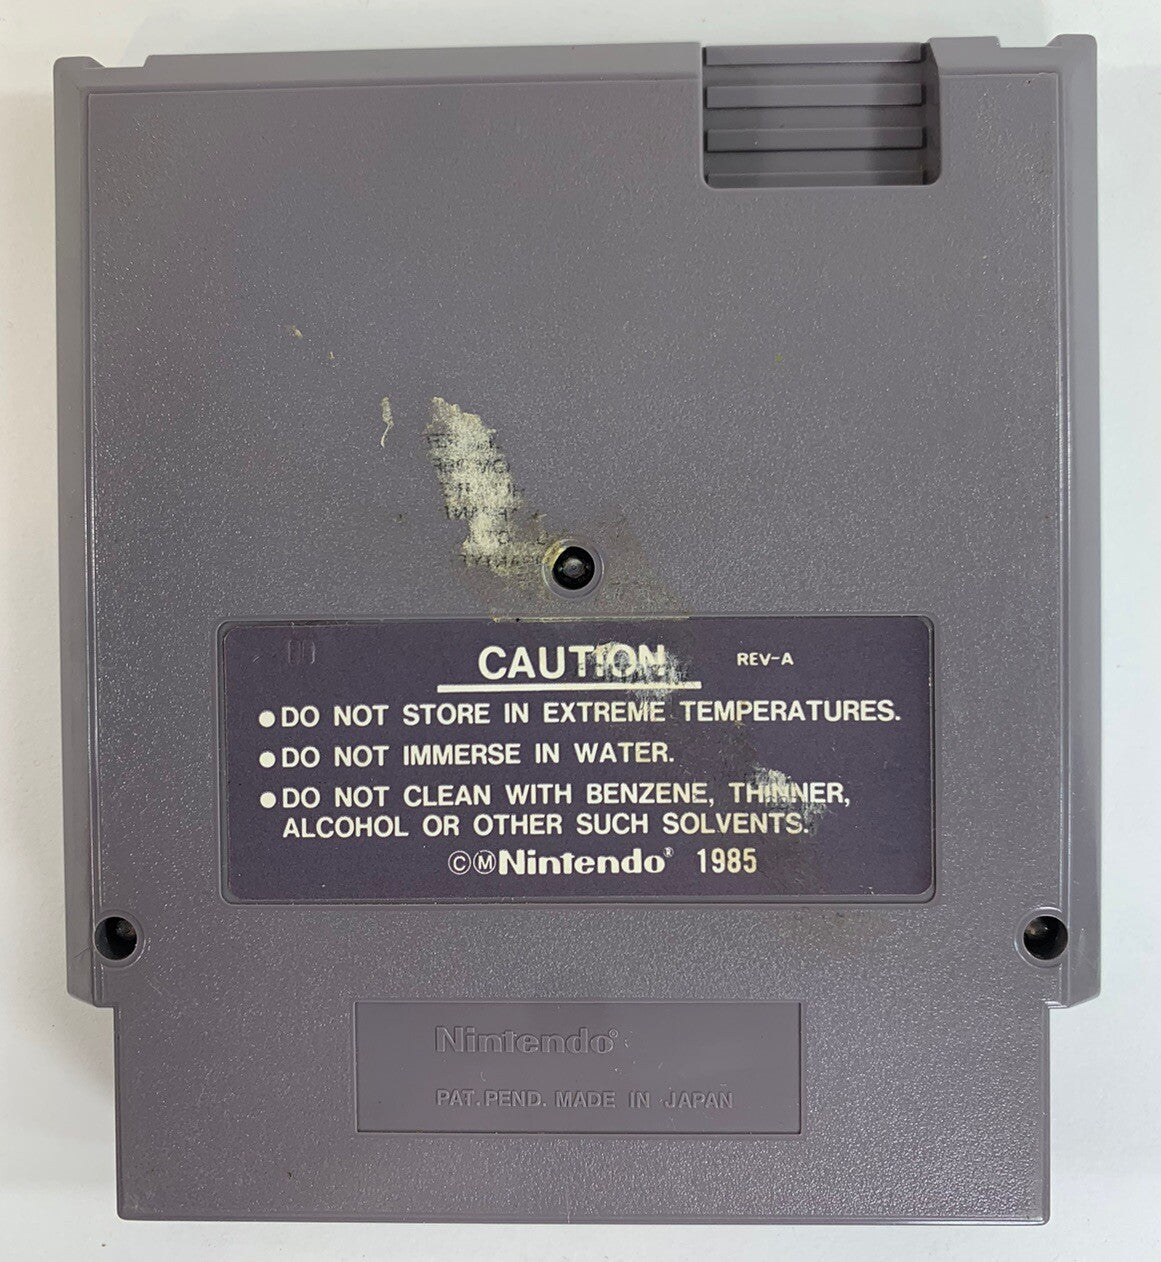 CAUTION REV-A
●DO NOT STORE IN EXTREME TEMPERATURES.
●DO NOT IMMERSE IN WATER.
●DO NOT CLEAN WITH BENZENE, THINNER,
ALCOHOL OR OTHER SUCH SOLVENTS.
©Ⓜ Nintendo® 1985
Nintendo®
PAT.PEND. MADE IN JAPAN